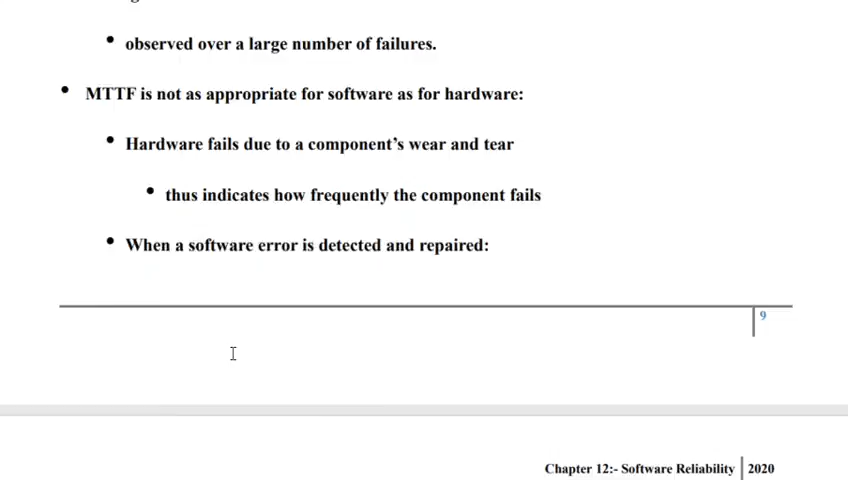 • observed over a large number of failures.
• MTTF is not as appropriate for software as for hardware:
• Hardware fails due to a component's wear and tear
• thus indicates how frequently the component fails
• When a software error is detected and repaired:
9
Chapter 12:- Software Reliability 2020